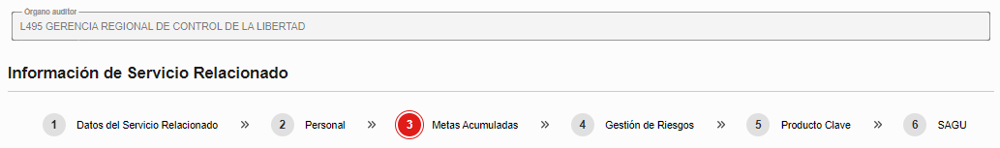 Órgano auditor
L495 GERENCIA REGIONAL DE CONTROL DE LA LIBERTAD
Información de Servicio Relacionado
1 Datos del Servicio Relacionado » 2 Personal » 3 Metas Acumuladas » 4 Gestión de Riesgos » 5 Producto Clave » 6 SAGU